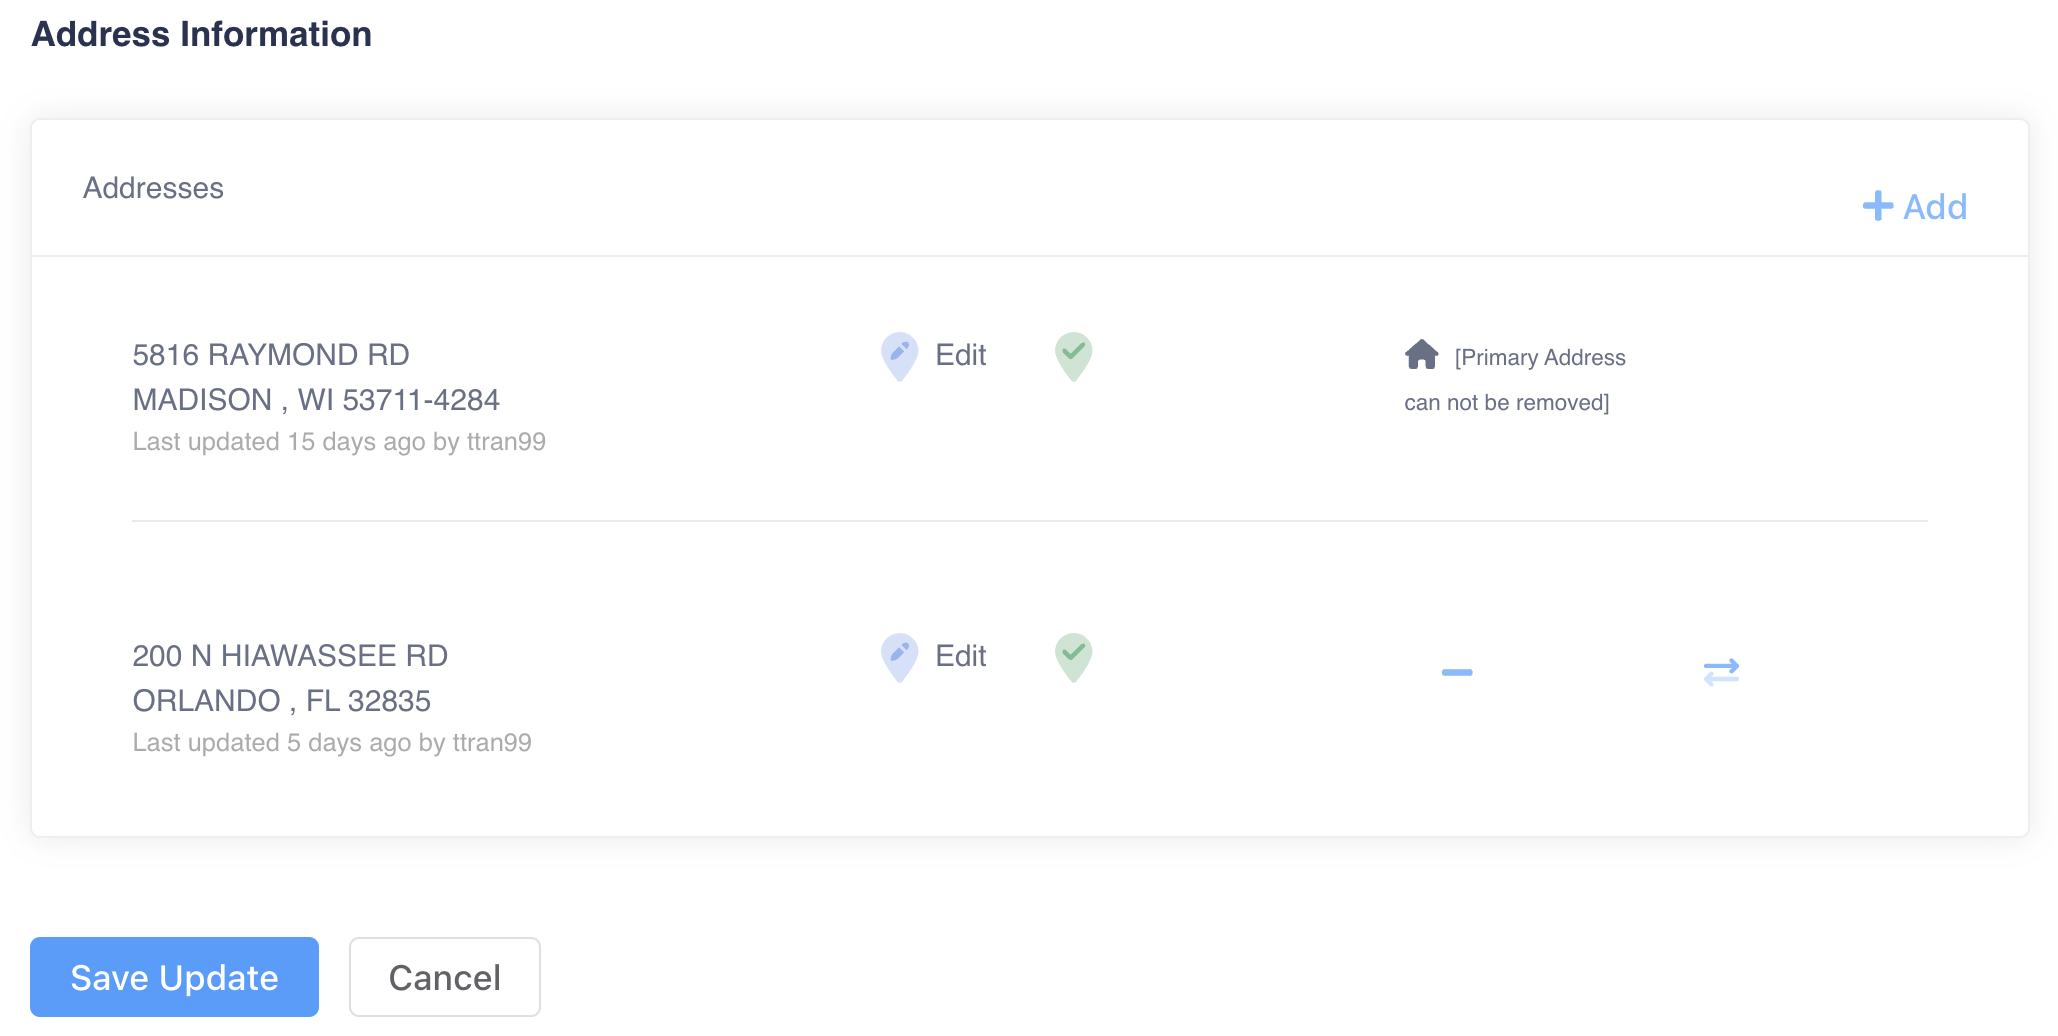 Address Information
Addresses
Add
5816 RAYMOND RD
Edit
[Primary Address
MADISON , WI 53711-4284
can not be removed]
Last updated 15 days ago by ttran99
200 N HIAWASSEE RD
Edit
ORLANDO , FL 32835
Last updated 5 days ago by ttran99
Save Update
Cancel